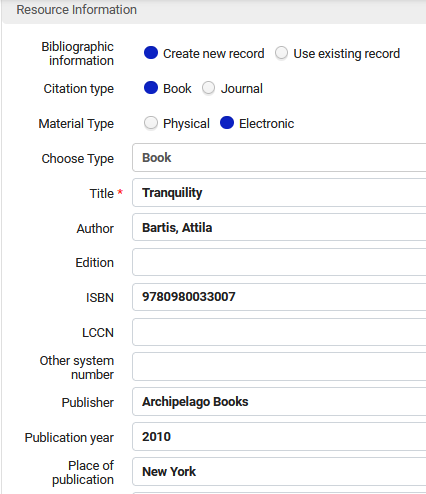 Resource Information
Bibliographic information
Create new record
Use existing record
Citation type
Book
Journal
Material Type
Physical
Electronic
Choose Type
Book
Title *
Tranquility
Author
Bartis, Attila
Edition
ISBN
9780980033007
LCCN
Other system number
Publisher
Archipelago Books
Publication year
2010
Place of publication
New York